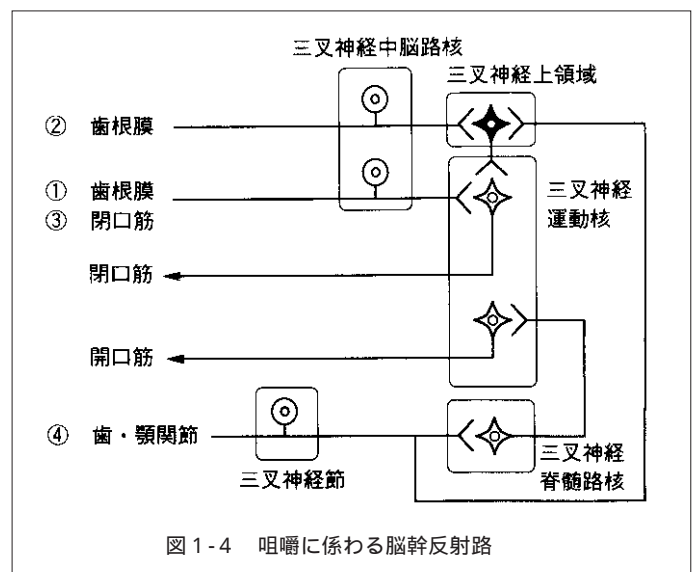 三叉神経中脳路核
三叉神経上領域
② 歯根膜
① 歯根膜
③ 閉口筋
三叉神経
運動核
閉口筋
開口筋
④ 歯・顎関節
三叉神経節
三叉神経
脊髄路核
図1-4 咀嚼に係わる脳幹反射路